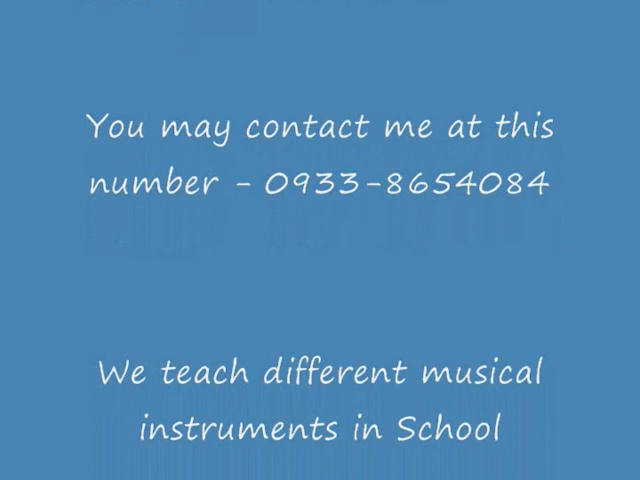 You may contact me at this
number - 0933-8654084
We teach different musical
instruments in School